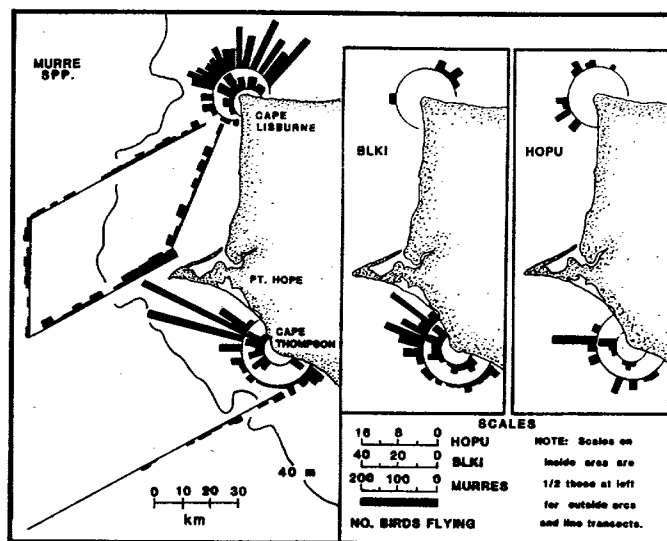 MURRE
SPP.
CAPE
LISBURNE
PT. HOPE
CAPE
THOMPSON
40 m
0 10 20 30
km
BLKI
HOPU
SCALES
16 8 0
HOPU
40 20 0
BLKI
200 100 0
MURRES
NO. BIRDS FLYING
NOTE: Scales on
inside arcs are
1/2 those at left
for outside arcs
and line transects.